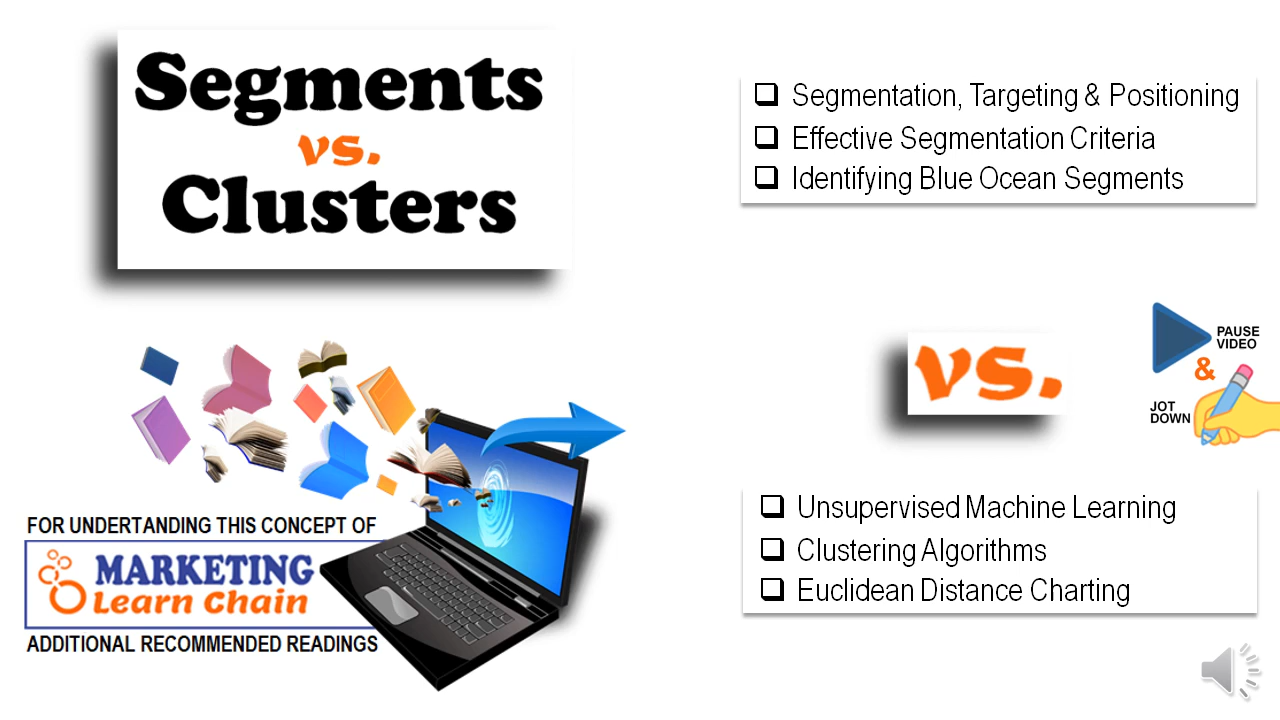 Segments
vs.
Clusters
Segmentation, Targeting & Positioning
Effective Segmentation Criteria
Identifying Blue Ocean Segments
vs.
PAUSE
VIDEO
&
JOT
DOWN
Unsupervised Machine Learning
Clustering Algorithms
Euclidean Distance Charting
FOR UNDERTANDING THIS CONCEPT OF
MARKETING
Learn Chain
ADDITIONAL RECOMMENDED READINGS